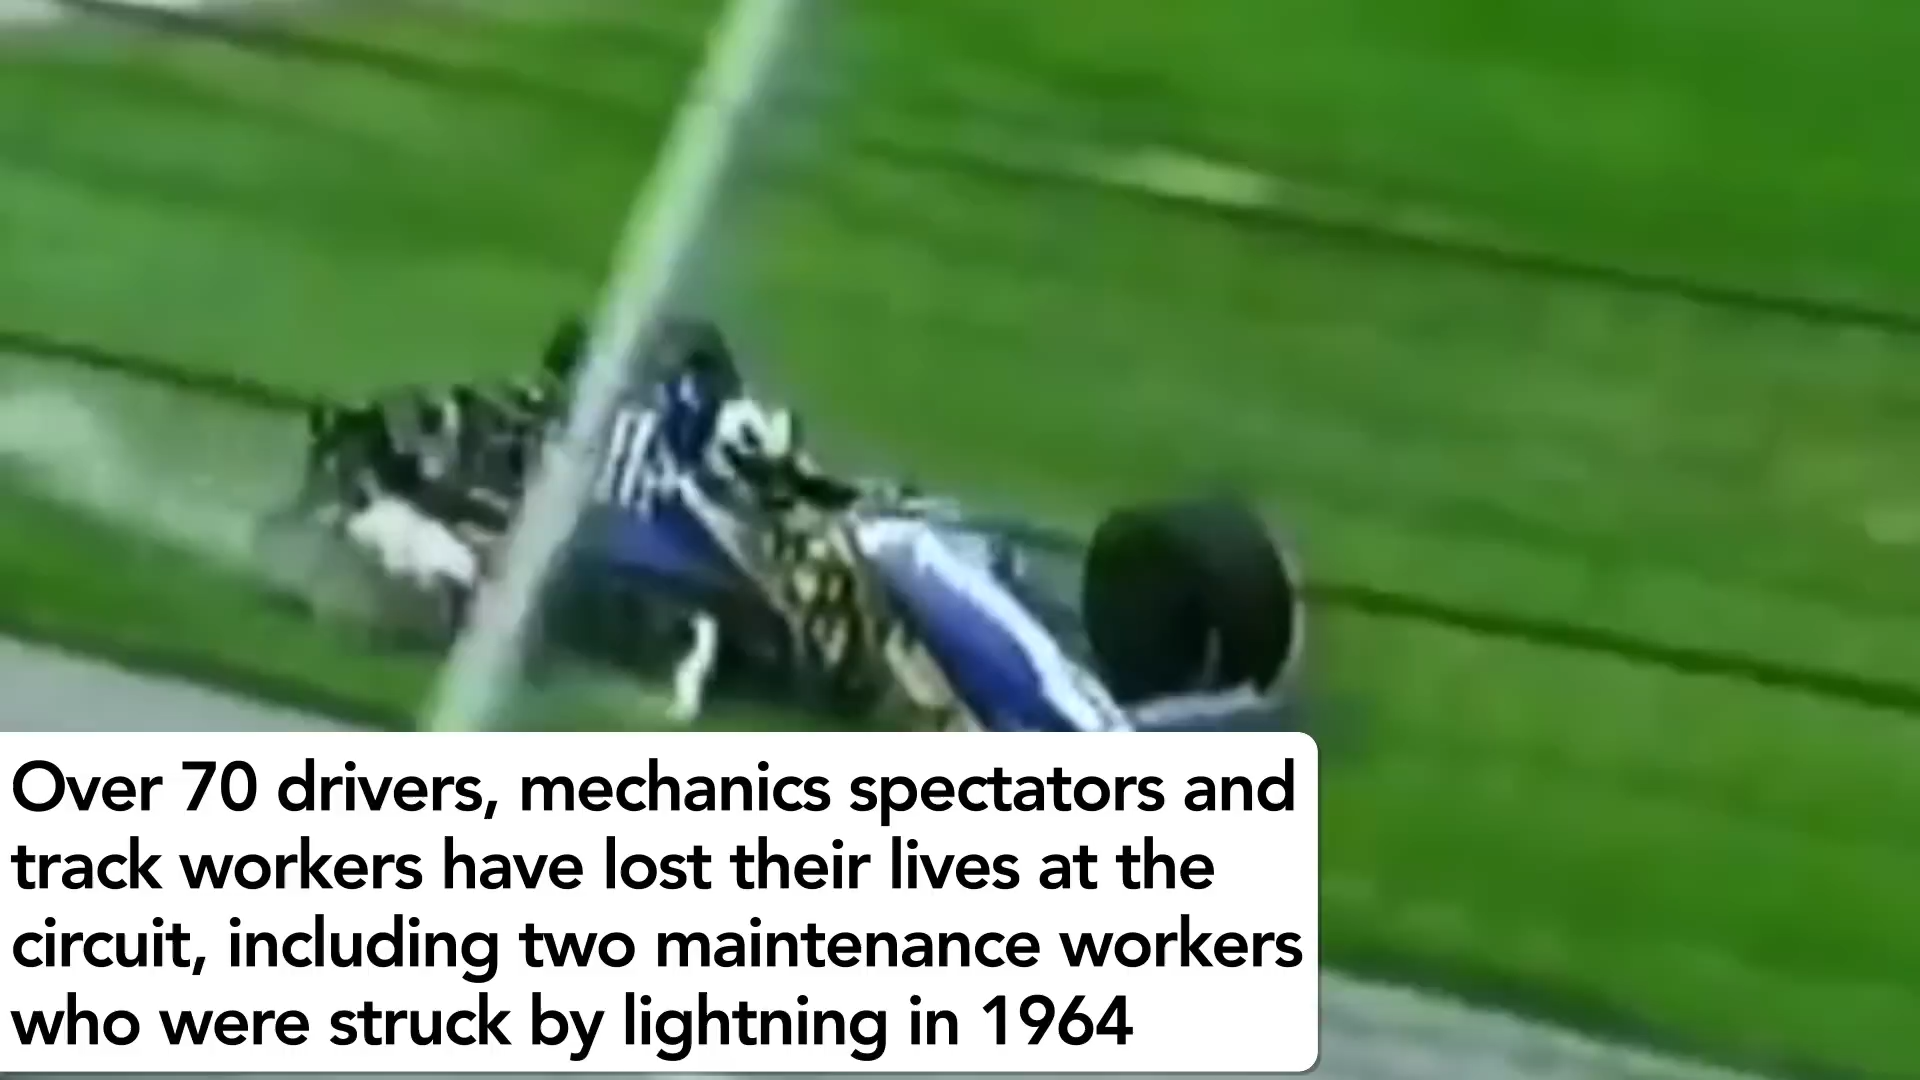 Over 70 drivers, mechanics spectators and
track workers have lost their lives at the
circuit, including two maintenance workers
who were struck by lightning in 1964